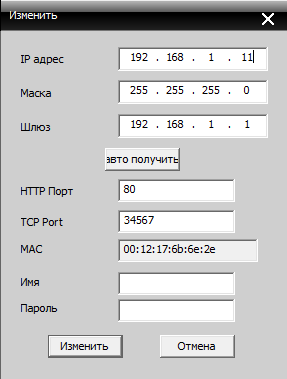 Изменить
IP адрес 192 . 168 . 1 . 11
Маска 255 . 255 . 255 . 0
Шлюз 192 . 168 . 1 . 1
авто получить
HTTP Порт 80
TCP Port 34567
MAC 00:12:17:6b:6e:2e
Имя
Пароль
Изменить Отмена